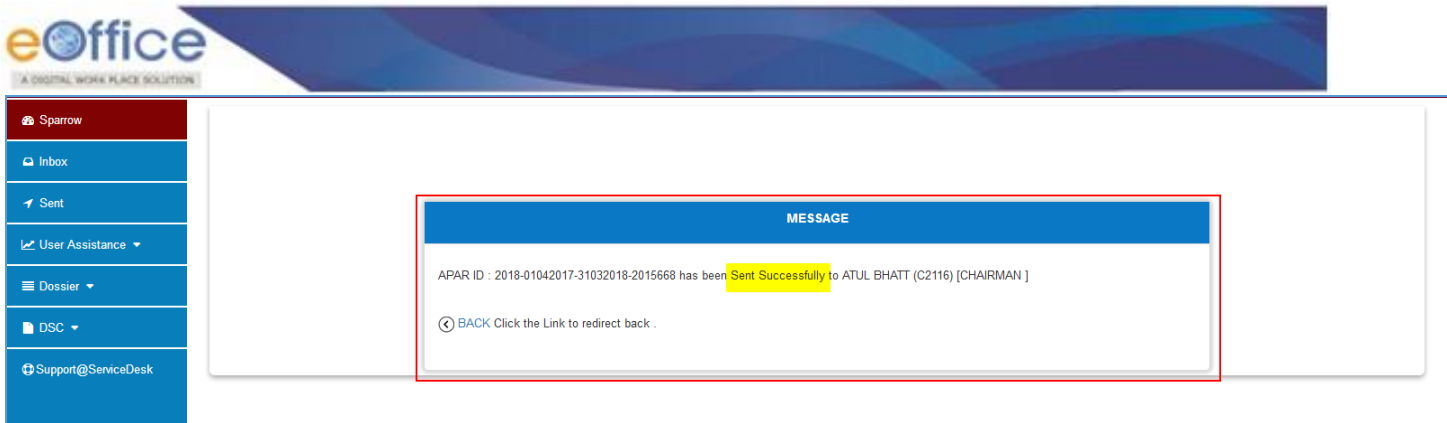 eOffice
A DIGITAL WORK PLACE SOLUTION
Sparrow
Inbox
Sent
User Assistance
Dossier
DSC
Support@ServiceDesk
MESSAGE
APAR ID : 2018-01042017-31032018-2015668 has been Sent Successfully to ATUL BHATT (C2116) [CHAIRMAN ]
BACK Click the Link to redirect back .